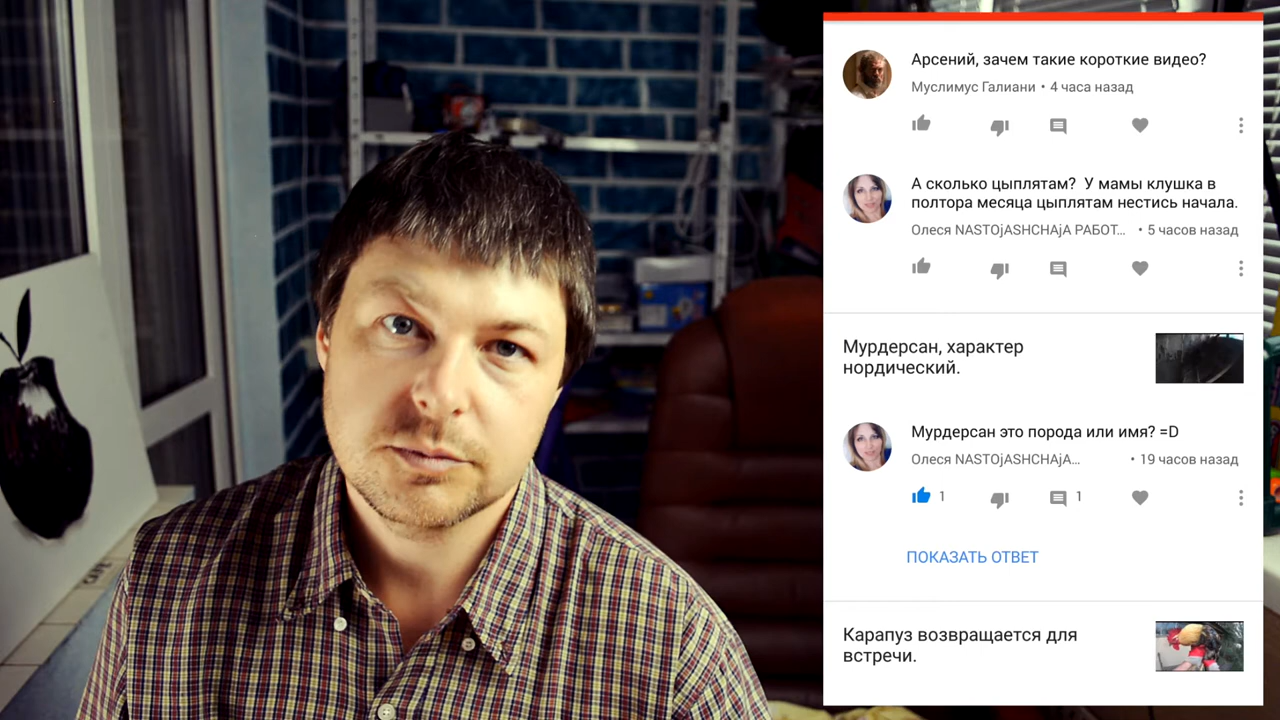 Арсений, зачем такие короткие видео?
Муслимус Галиани • 4 часа назад
А сколько цыплятам? У мамы клушка в
полтора месяца цыплятам нестись начала.
Олеся NASTOjASHCHAjA РАБОТ... • 5 часов назад
Мурдерсан, характер
нордический.
Мурдерсан это порода или имя? =D
Олеся NASTOjASHCHAjA... • 19 часов назад
1 1
ПОКАЗАТЬ ОТВЕТ
Карапуз возвращается для
встречи.
CAFE